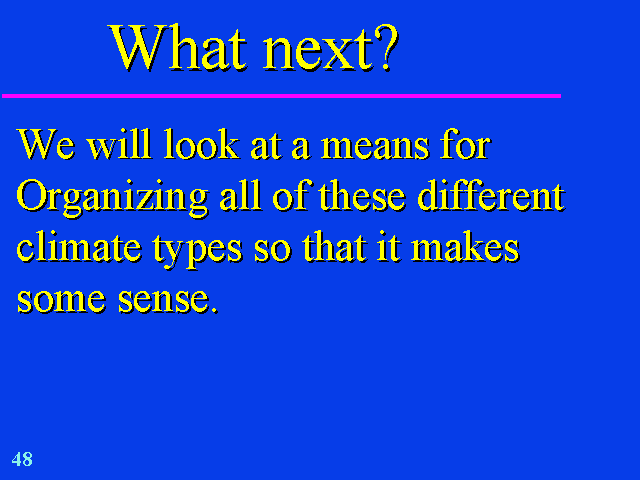 What next?
We will look at a means for
Organizing all of these different
climate types so that it makes
some sense.
48